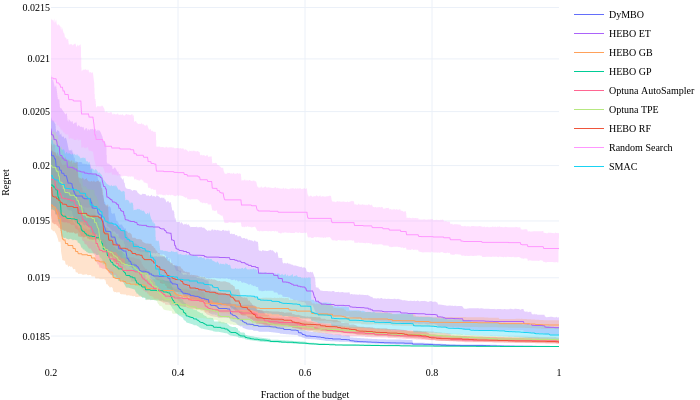 0.0215
0.021
0.0205
0.02
0.0195
0.019
0.0185
Regret
0.2
0.4
0.6
0.8
1
Fraction of the budget
DyMBO
HEBO ET
HEBO GB
HEBO GP
Optuna AutoSampler
Optuna TPE
HEBO RF
Random Search
SMAC